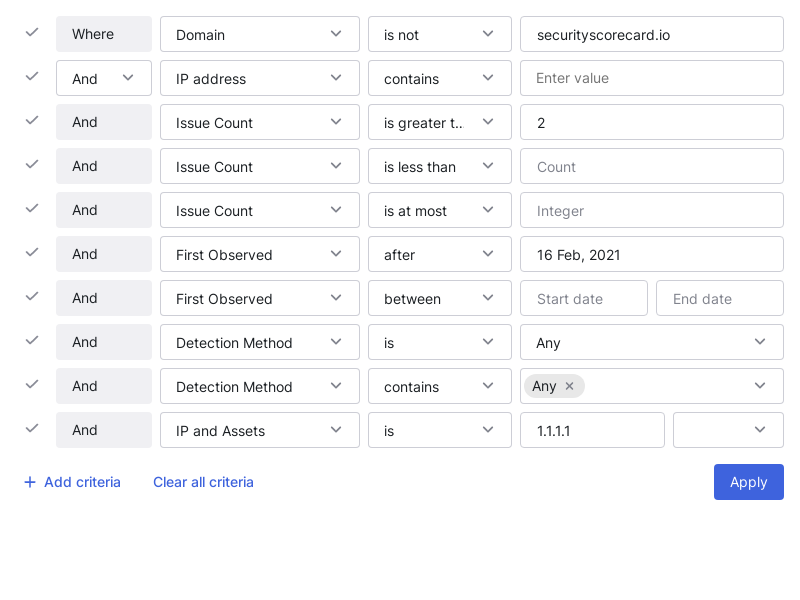 Where Domain is not securityscorecard.io
And IP address contains Enter value
And Issue Count is greater t... 2
And Issue Count is less than Count
And Issue Count is at most Integer
And First Observed after 16 Feb, 2021
And First Observed between Start date End date
And Detection Method is Any
And Detection Method contains Any
And IP and Assets is 1.1.1.1
Add criteria Clear all criteria Apply